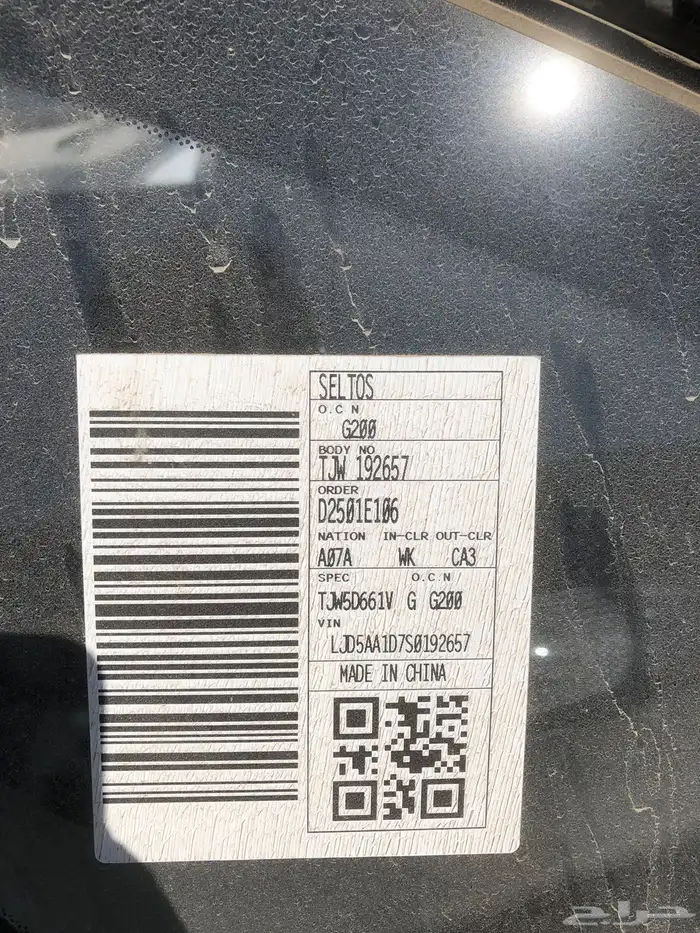 SELTOS
O.C N
G200
BODY NO
TJW 192657
ORDER
D2501E106
NATION IN-CLR OUT-CLR
A07A WK CA3
SPEC O.C.N
TJW5D661V G G200
VIN
LJD5AA1D7S0192657
MADE IN CHINA
حراج